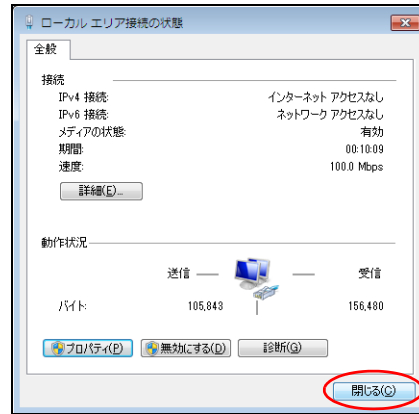 ローカル エリア接続の状態
全般
接続
IPv4 接続: インターネット アクセスなし
IPv6 接続: ネットワーク アクセスなし
メディアの状態: 有効
期間: 00:10:09
速度: 100.0 Mbps
詳細(E)...
動作状況
送信 受信
バイト: 105,843 156,480
プロパティ(P) 無効にする(D) 診断(G)
閉じる(C)